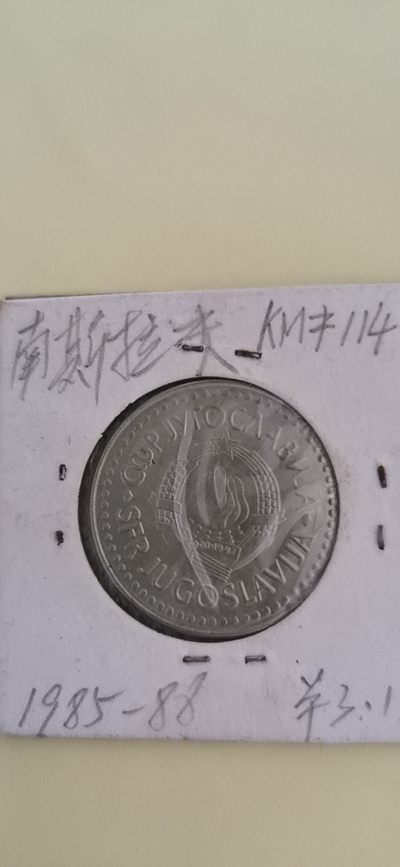 南斯拉夫 KM#114
СФР ЈУГОСЛАВИЈА
SFR JUGOSLAVIJA
1985-88